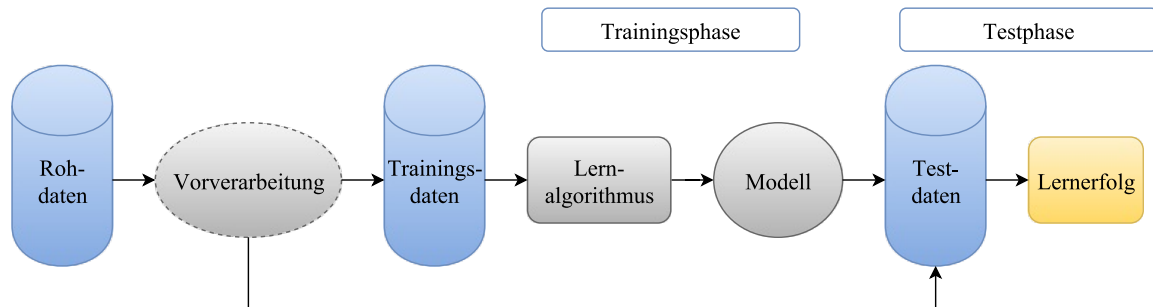 Trainingsphase
Testphase
Roh-
daten
Vorverarbeitung
Trainings-
daten
Lern-
algorithmus
Modell
Test-
daten
Lernerfolg